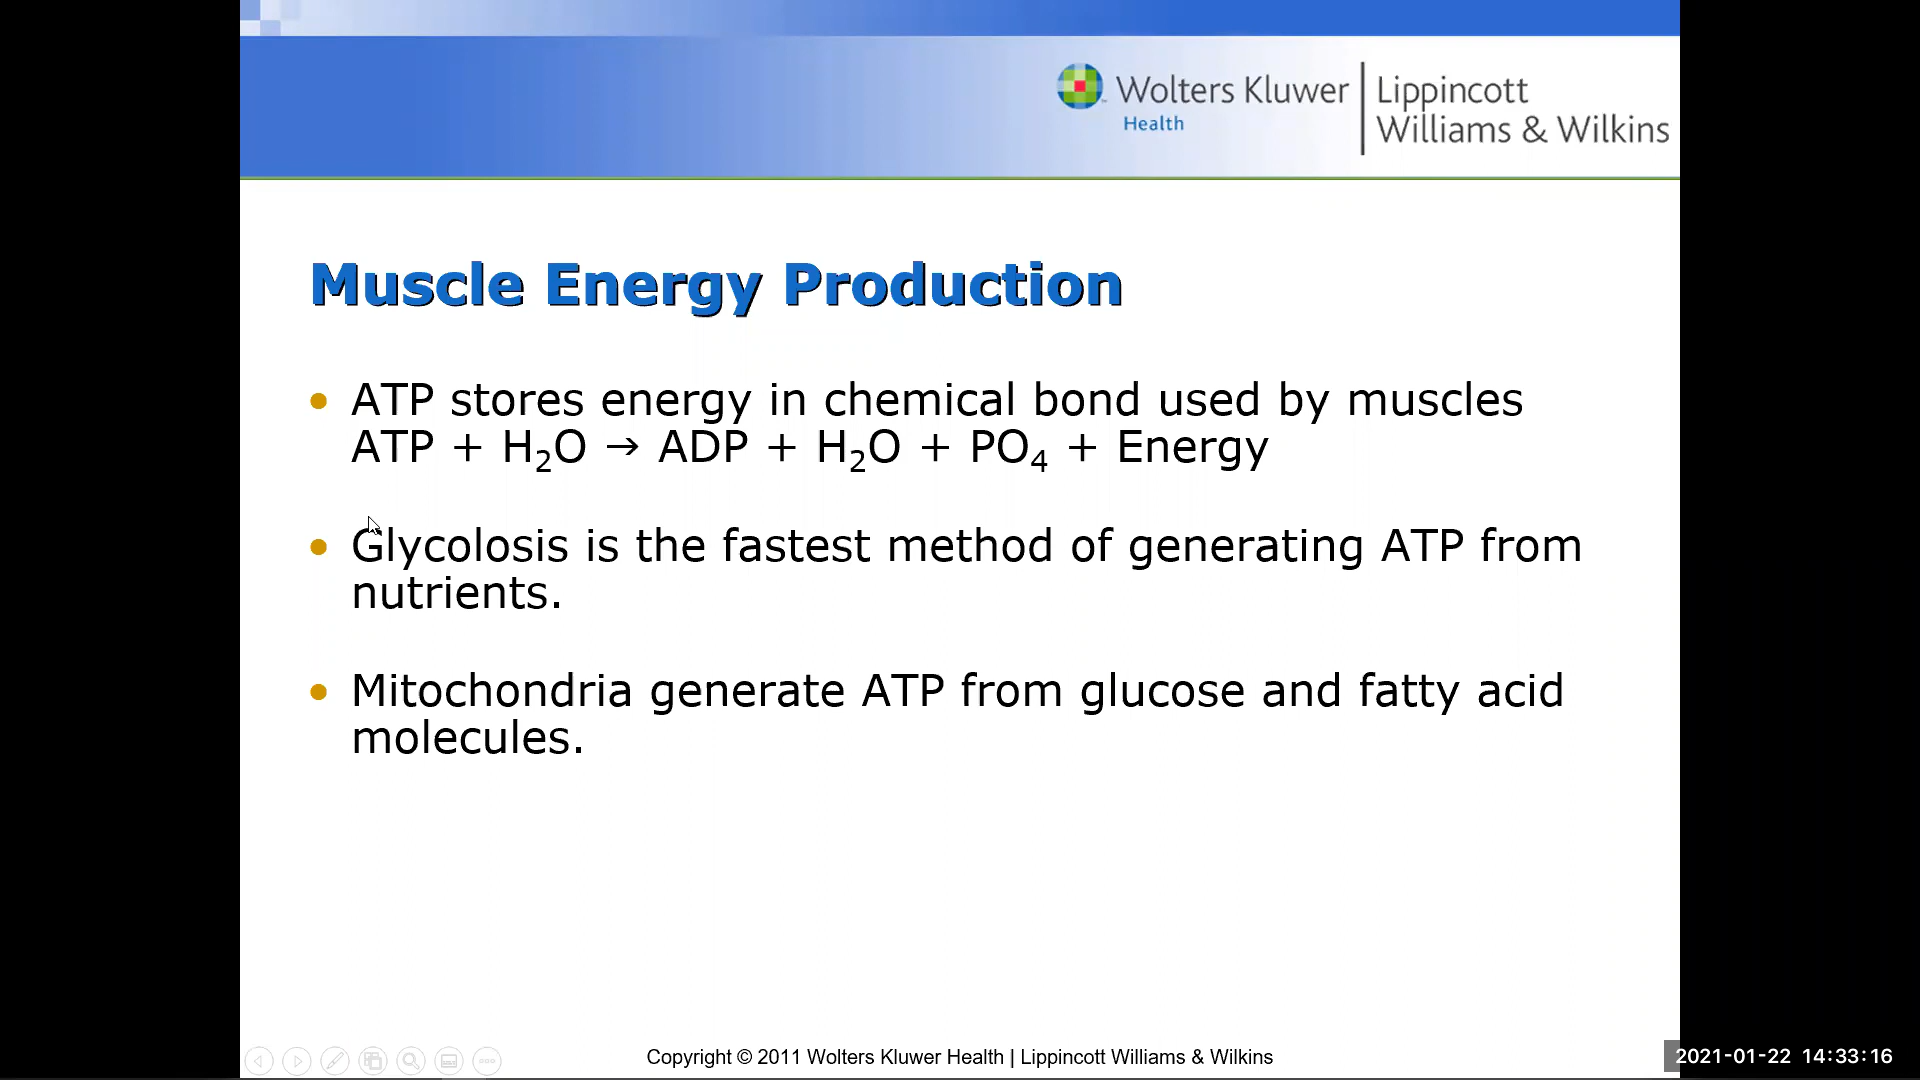 Wolters Kluwer
Health
Lippincott
Williams & Wilkins
Muscle Energy Production
• ATP stores energy in chemical bond used by muscles
ATP + H₂O → ADP + H₂O + PO₄ + Energy
• Glycolosis is the fastest method of generating ATP from
nutrients.
• Mitochondria generate ATP from glucose and fatty acid
molecules.
Copyright © 2011 Wolters Kluwer Health | Lippincott Williams & Wilkins
2021-01-22 14:33:16